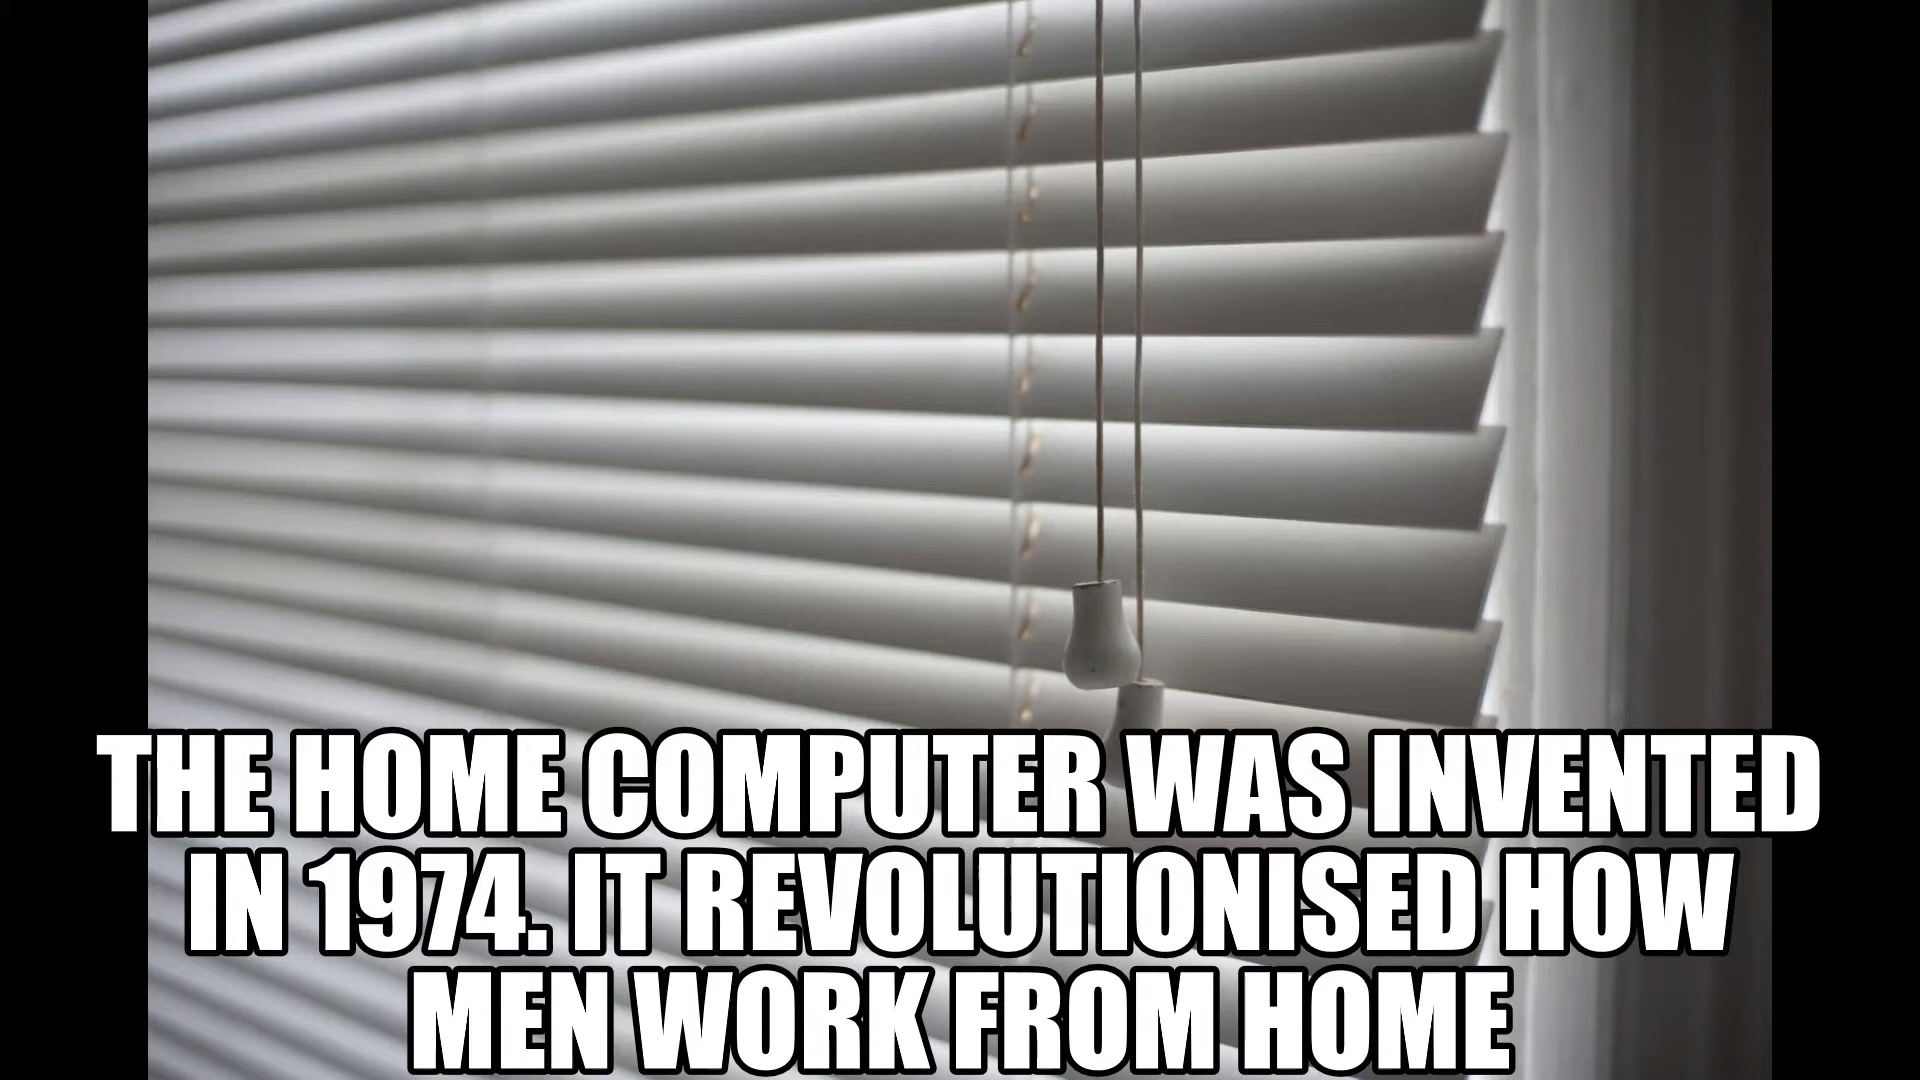 THE HOME COMPUTER WAS INVENTED
IN 1974. IT REVOLUTIONISED HOW
MEN WORK FROM HOME